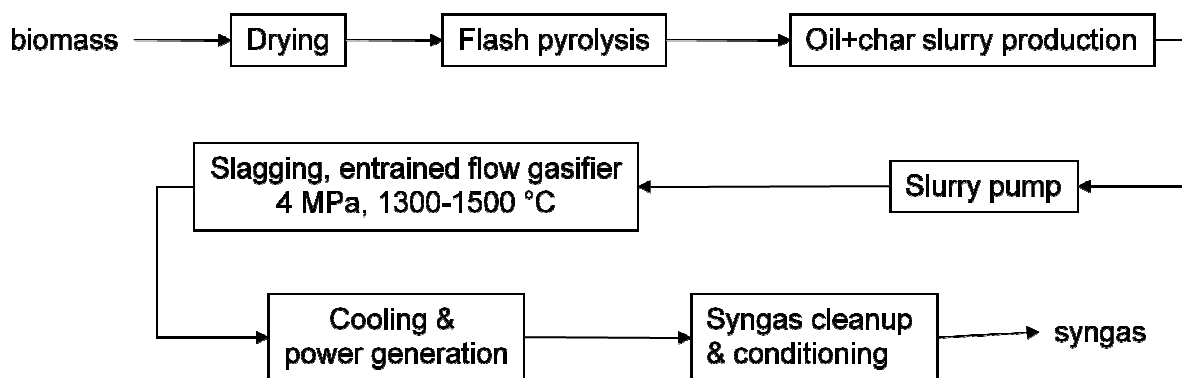 biomass
Drying
Flash pyrolysis
Oil+char slurry production
Slurry pump
Slagging, entrained flow gasifier
4 MPa, 1300-1500 °C
Cooling &
power generation
Syngas cleanup
& conditioning
syngas